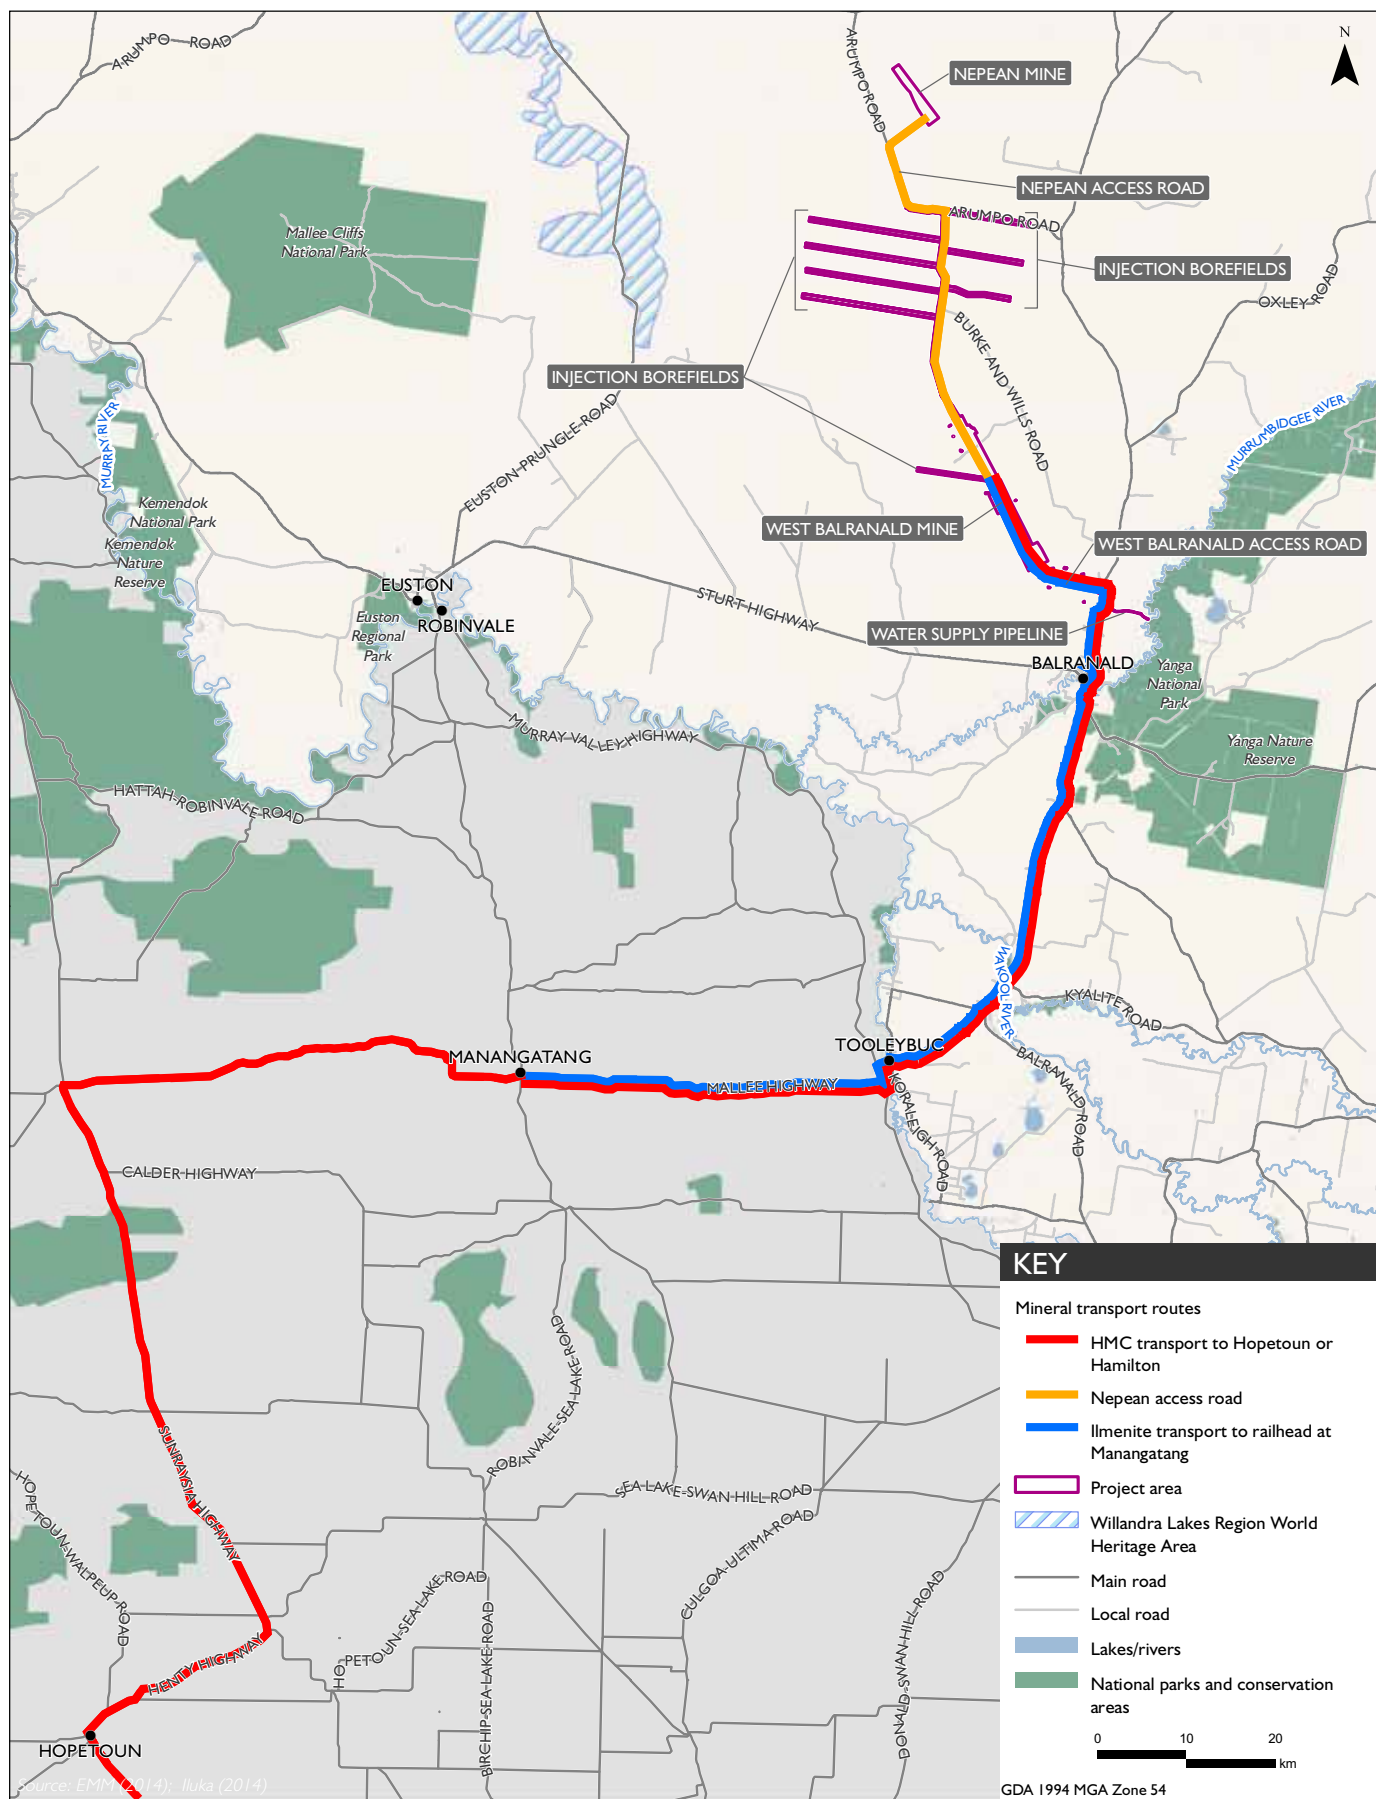 ARUMPO ROAD
ARUMPO ROAD
N
NEPEAN MINE
NEPEAN ACCESS ROAD
ARUMPO ROAD
Mallee Cliffs
National Park
INJECTION BOREFIELDS
OXLEY ROAD
BURKE AND WILLS ROAD
INJECTION BOREFIELDS
MURRAY RIVER
EUSTON PRUNGLE ROAD
MURRUMBIDGEE RIVER
Kemendok
National Park
Kemendok
Nature
Reserve
WEST BALRANALD MINE
WEST BALRANALD ACCESS ROAD
EUSTON
ROBINVALE
Euston
Regional
Park
STURT HIGHWAY
WATER SUPPLY PIPELINE
BALRANALD
Yanga
National
Park
Yanga Nature
Reserve
MURRAY VALLEY HIGHWAY
HATTAH-ROBINVALE ROAD
WAKOOL RIVER
KYALITE ROAD
TOOLEYBUC
MANANGATANG
MALLEE HIGHWAY
BALRANALD ROAD
KORALEIGH ROAD
CALDER HIGHWAY
ROBINVALE-SEA LAKE-ROAD
SUNRAYSIA HIGHWAY
HOPETOUN-WALPEUP ROAD
SEA LAKE-SWAN HILL ROAD
CULGOA-ULTIMA ROAD
HOPETOUN-SEA LAKE ROAD
BIRCHIP-SEA LAKE ROAD
DONALD-SWAN HILL ROAD
HENTY HIGHWAY
HOPETOUN
Source: EMM (2014); Iluka (2014)
KEY
Mineral transport routes
HMC transport to Hopetoun or
Hamilton
Nepean access road
Ilmenite transport to railhead at
Manangatang
Project area
Willandra Lakes Region World
Heritage Area
Main road
Local road
Lakes/rivers
National parks and conservation
areas
0 10 20
km
GDA 1994 MGA Zone 54